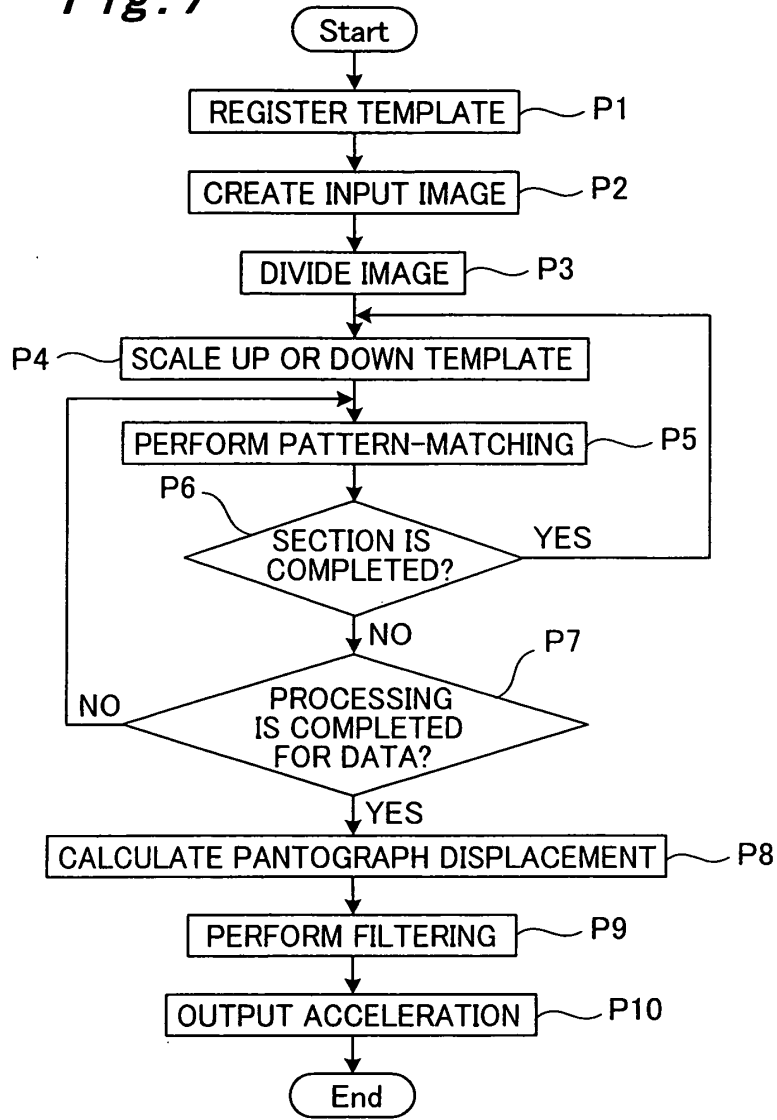 Fig. 7
Start
REGISTER TEMPLATE
P1
CREATE INPUT IMAGE
P2
DIVIDE IMAGE
P3
P4
SCALE UP OR DOWN TEMPLATE
PERFORM PATTERN-MATCHING
P5
P6
SECTION IS
COMPLETED?
YES
NO
P7
NO
PROCESSING
IS COMPLETED
FOR DATA?
YES
CALCULATE PANTOGRAPH DISPLACEMENT
P8
PERFORM FILTERING
P9
OUTPUT ACCELERATION
P10
End